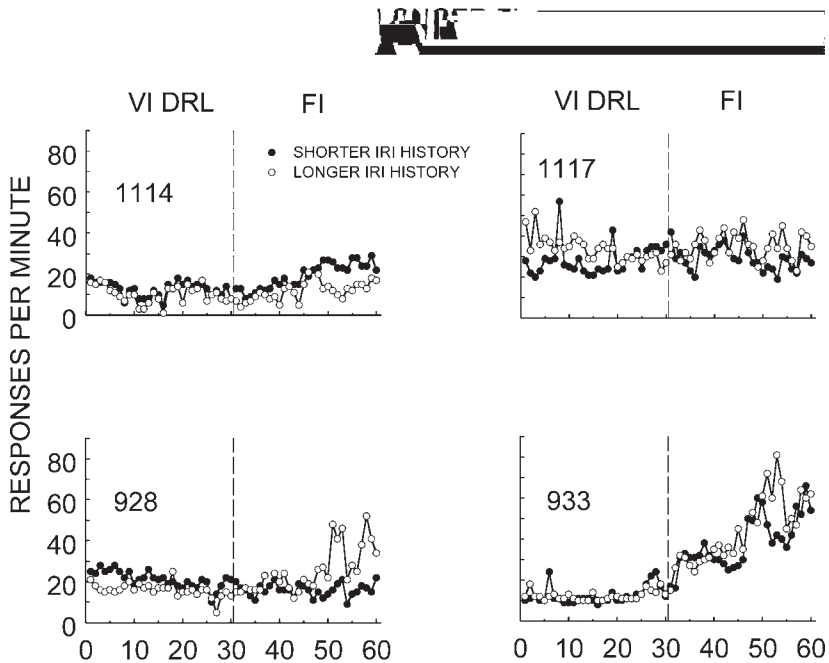 VI DRL FI
VI DRL FI
RESPONSES PER MINUTE
80
60
40
20
0
1114
● SHORTER IRI HISTORY
○ LONGER IRI HISTORY
1117
80
60
40
20
0
928
933
0 10 20 30 40 50 60
0 10 20 30 40 50 60